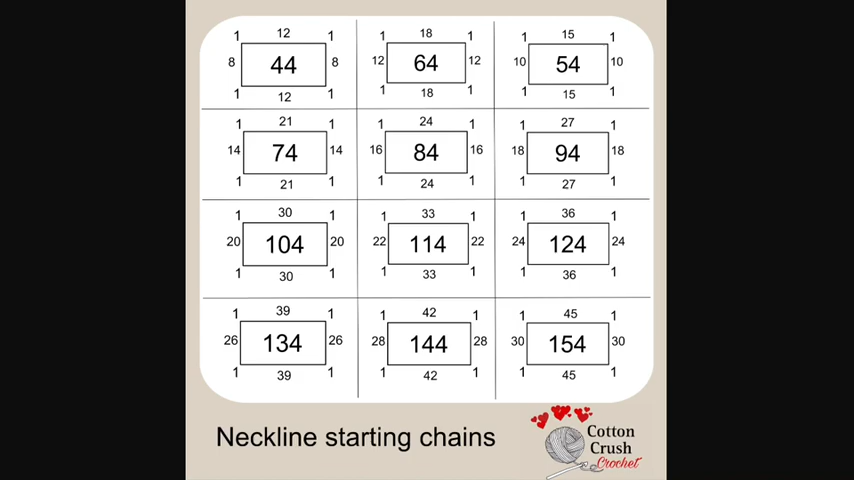 1 12 1 1 18 1 1 15 1
8 44 8 12 64 12 10 54 10
1 12 1 1 18 1 1 15 1
1 21 1 1 24 1 1 27 1
14 74 14 16 84 16 18 94 18
1 21 1 1 24 1 1 27 1
1 30 1 1 33 1 1 36 1
20 104 20 22 114 22 24 124 24
1 30 1 1 33 1 1 36 1
1 39 1 1 42 1 1 45 1
26 134 26 28 144 28 30 154 30
1 39 1 1 42 1 1 45 1
Neckline starting chains
Cotton
Crush
Crochet